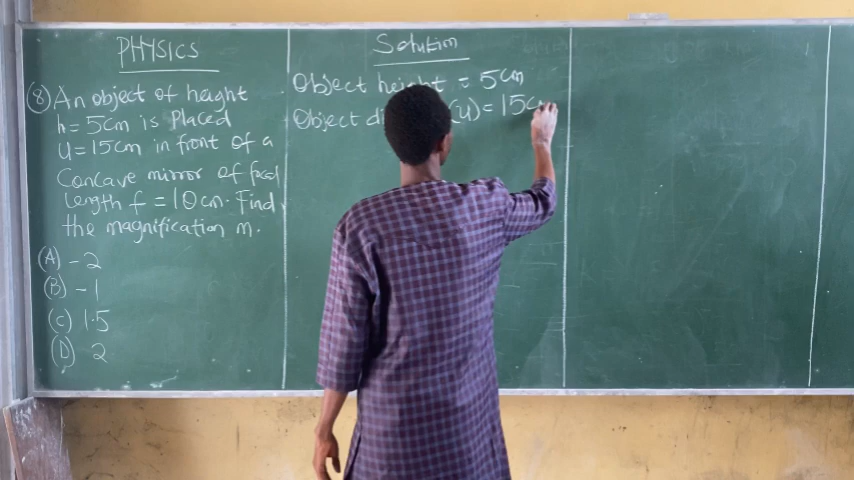 PHYSICS
(8) An object of height
h = 5cm is placed
U = 15cm in front of a
Concave mirror of focal
length f = 10cm. Find
the magnification m.
(A) -2
(B) -1
(C) 1.5
(D) 2
Solution
Object height = 5cm
Object (U) = 15cm